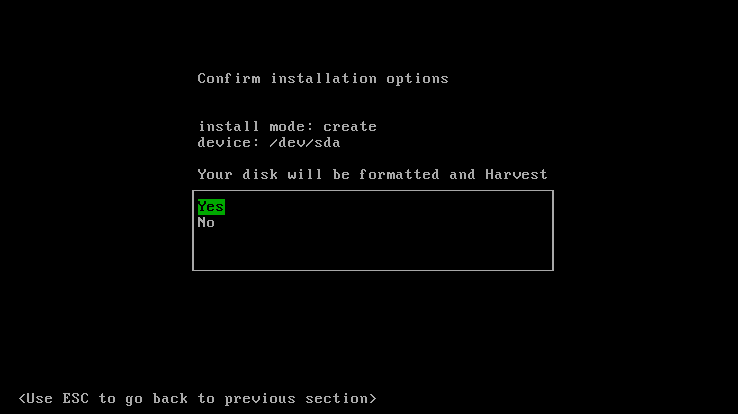 Confirm installation options
install mode: create
device: /dev/sda
Your disk will be formatted and Harvest
Yes
No
<Use ESC to go back to previous section>